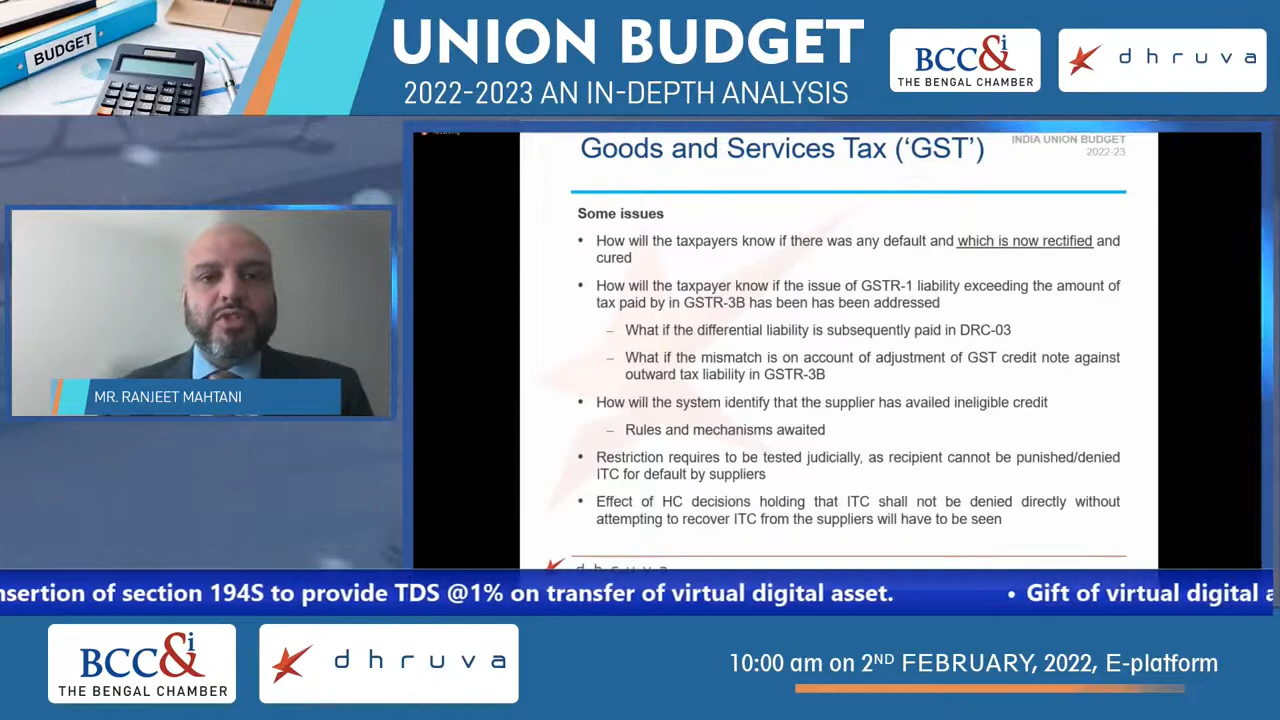 BUDGET
UNION BUDGET
2022-2023 AN IN-DEPTH ANALYSIS
BCC&i
THE BENGAL CHAMBER
dhruva
Goods and Services Tax (‘GST’)
INDIA UNION BUDGET
2022-23
Some issues
• How will the taxpayers know if there was any default and which is now rectified and
cured
• How will the taxpayer know if the issue of GSTR-1 liability exceeding the amount of
tax paid by in GSTR-3B has been has been addressed
– What if the differential liability is subsequently paid in DRC-03
– What if the mismatch is on account of adjustment of GST credit note against
outward tax liability in GSTR-3B
• How will the system identify that the supplier has availed ineligible credit
– Rules and mechanisms awaited
• Restriction requires to be tested judicially, as recipient cannot be punished/denied
ITC for default by suppliers
• Effect of HC decisions holding that ITC shall not be denied directly without
attempting to recover ITC from the suppliers will have to be seen
dhruva
MR. RANJEET MAHTANI
nsertion of section 194S to provide TDS @1% on transfer of virtual digital asset. • Gift of virtual digital a
BCC&i
THE BENGAL CHAMBER
dhruva
10:00 am on 2ND FEBRUARY, 2022, E-platform